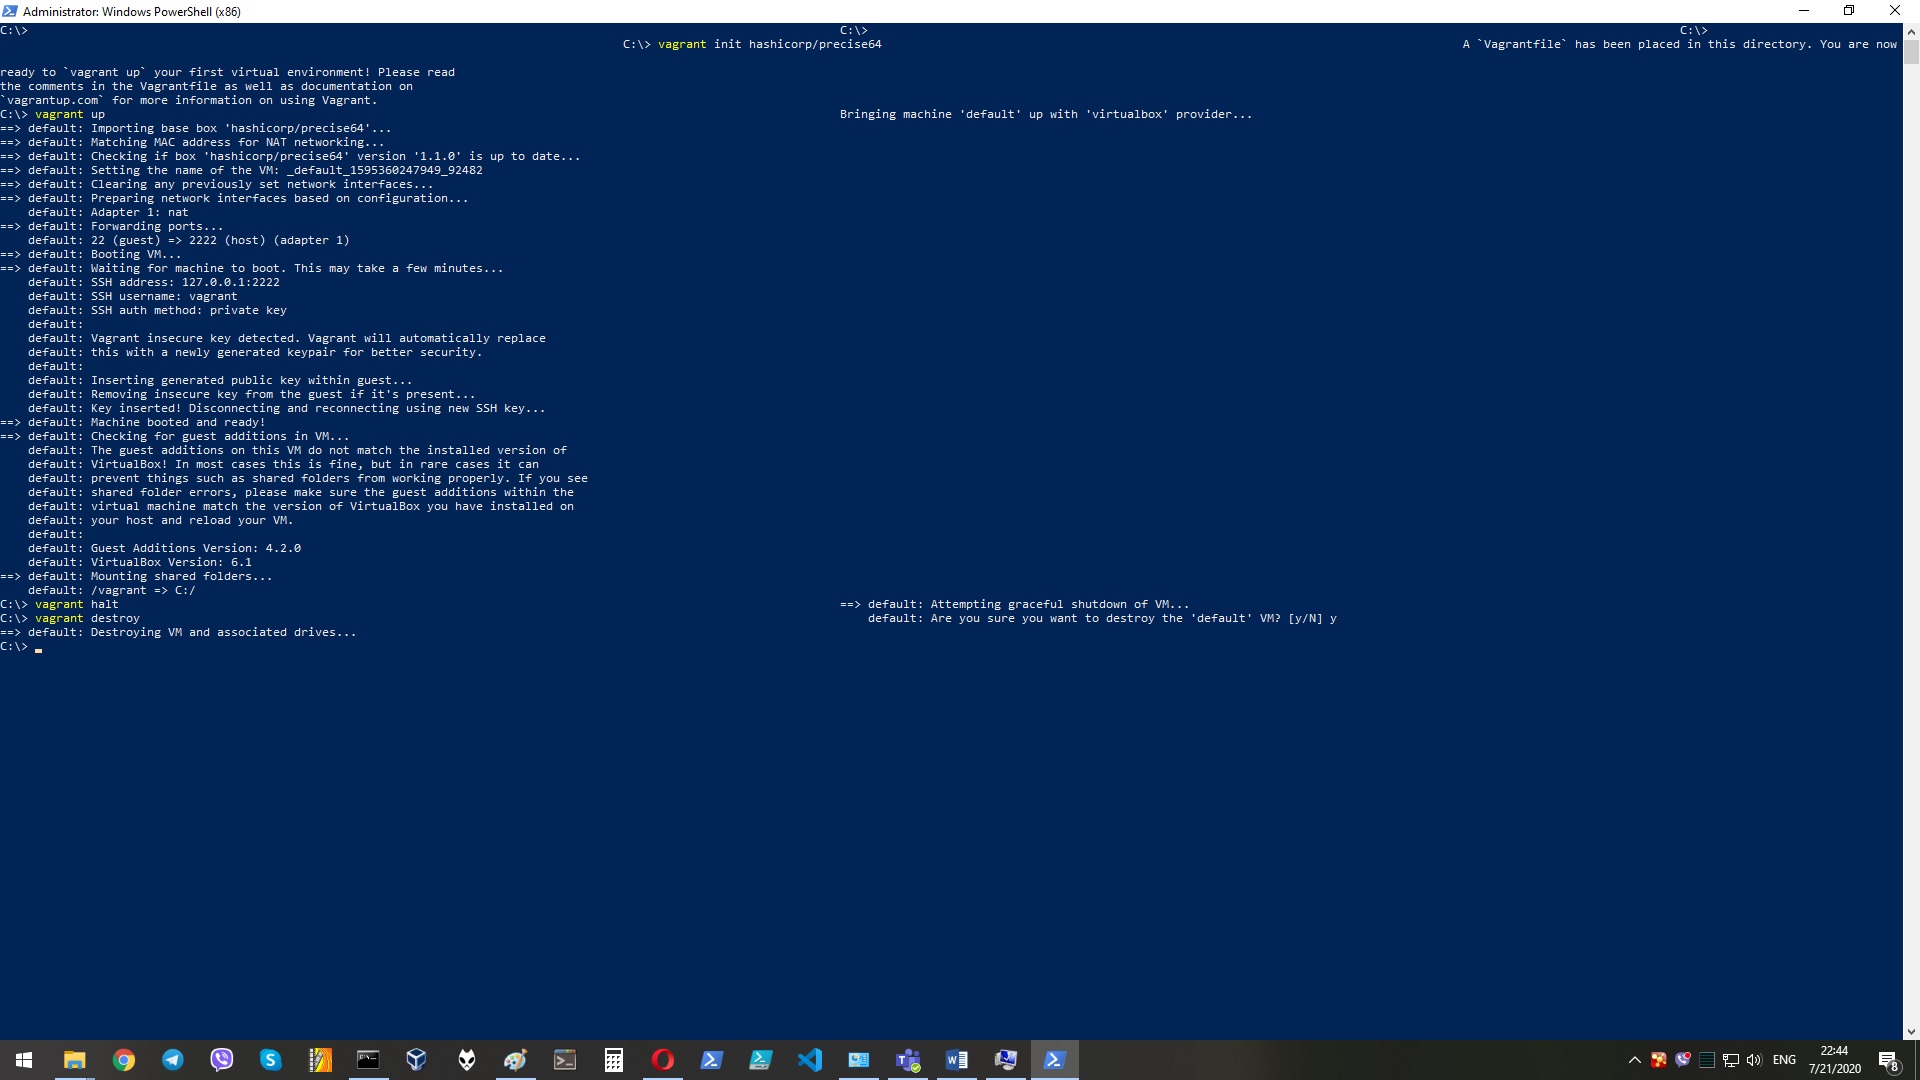 Administrator: Windows PowerShell (x86)
C:\> C:\> C:\>
C:\> vagrant init hashicorp/precise64 A `Vagrantfile` has been placed in this directory. You are now
ready to `vagrant up` your first virtual environment! Please read
the comments in the Vagrantfile as well as documentation on
`vagrantup.com` for more information on using Vagrant.
C:\> vagrant up Bringing machine 'default' up with 'virtualbox' provider...
==> default: Importing base box 'hashicorp/precise64'...
==> default: Matching MAC address for NAT networking...
==> default: Checking if box 'hashicorp/precise64' version '1.1.0' is up to date...
==> default: Setting the name of the VM: _default_1595360247949_92482
==> default: Clearing any previously set network interfaces...
==> default: Preparing network interfaces based on configuration...
default: Adapter 1: nat
==> default: Forwarding ports...
default: 22 (guest) => 2222 (host) (adapter 1)
==> default: Booting VM...
==> default: Waiting for machine to boot. This may take a few minutes...
default: SSH address: 127.0.0.1:2222
default: SSH username: vagrant
default: SSH auth method: private key
default:
default: Vagrant insecure key detected. Vagrant will automatically replace
default: this with a newly generated keypair for better security.
default:
default: Inserting generated public key within guest...
default: Removing insecure key from the guest if it's present...
default: Key inserted! Disconnecting and reconnecting using new SSH key...
==> default: Machine booted and ready!
==> default: Checking for guest additions in VM...
default: The guest additions on this VM do not match the installed version of
default: VirtualBox! In most cases this is fine, but in rare cases it can
default: prevent things such as shared folders from working properly. If you see
default: shared folder errors, please make sure the guest additions within the
default: virtual machine match the version of VirtualBox you have installed on
default: your host and reload your VM.
default:
default: Guest Additions Version: 4.2.0
default: VirtualBox Version: 6.1
==> default: Mounting shared folders...
default: /vagrant => C:/
C:\> vagrant halt ==> default: Attempting graceful shutdown of VM...
C:\> vagrant destroy default: Are you sure you want to destroy the 'default' VM? [y/N] y
==> default: Destroying VM and associated drives...
C:\>
ENG
22:44
7/21/2020
8